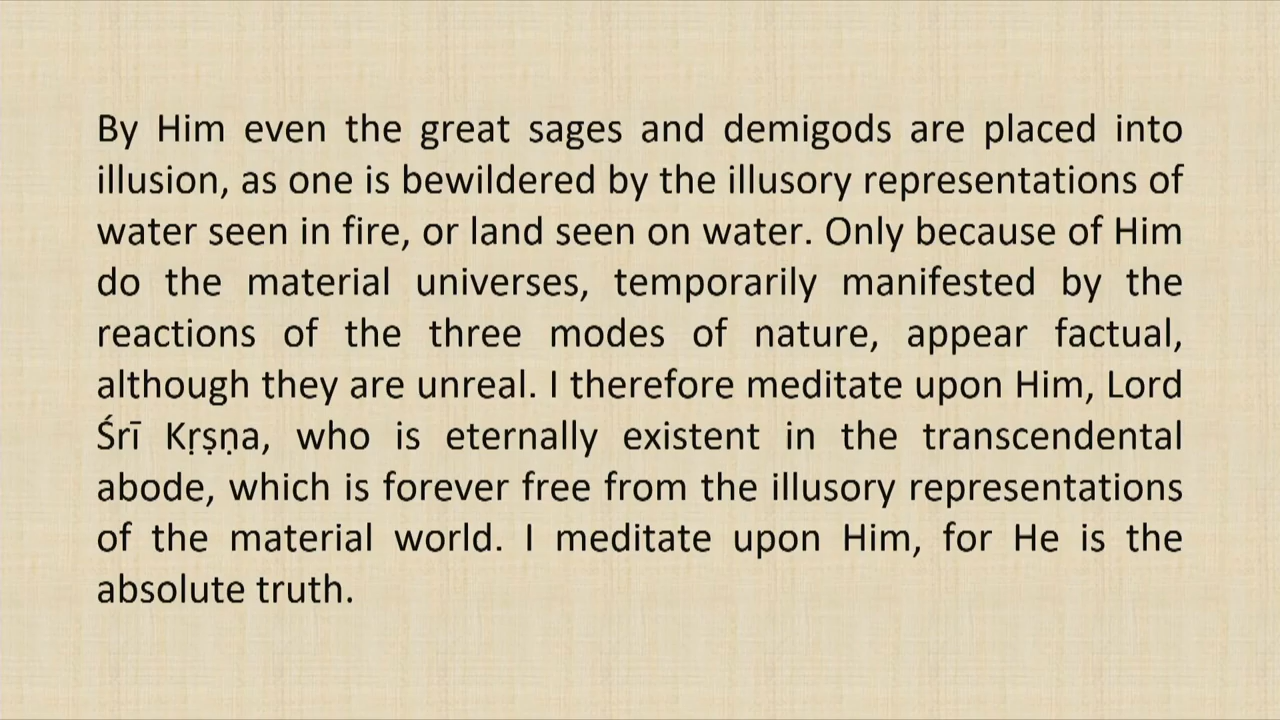 By Him even the great sages and demigods are placed into
illusion, as one is bewildered by the illusory representations of
water seen in fire, or land seen on water. Only because of Him
do the material universes, temporarily manifested by the
reactions of the three modes of nature, appear factual,
although they are unreal. I therefore meditate upon Him, Lord
Śrī Kṛṣṇa, who is eternally existent in the transcendental
abode, which is forever free from the illusory representations
of the material world. I meditate upon Him, for He is the
absolute truth.